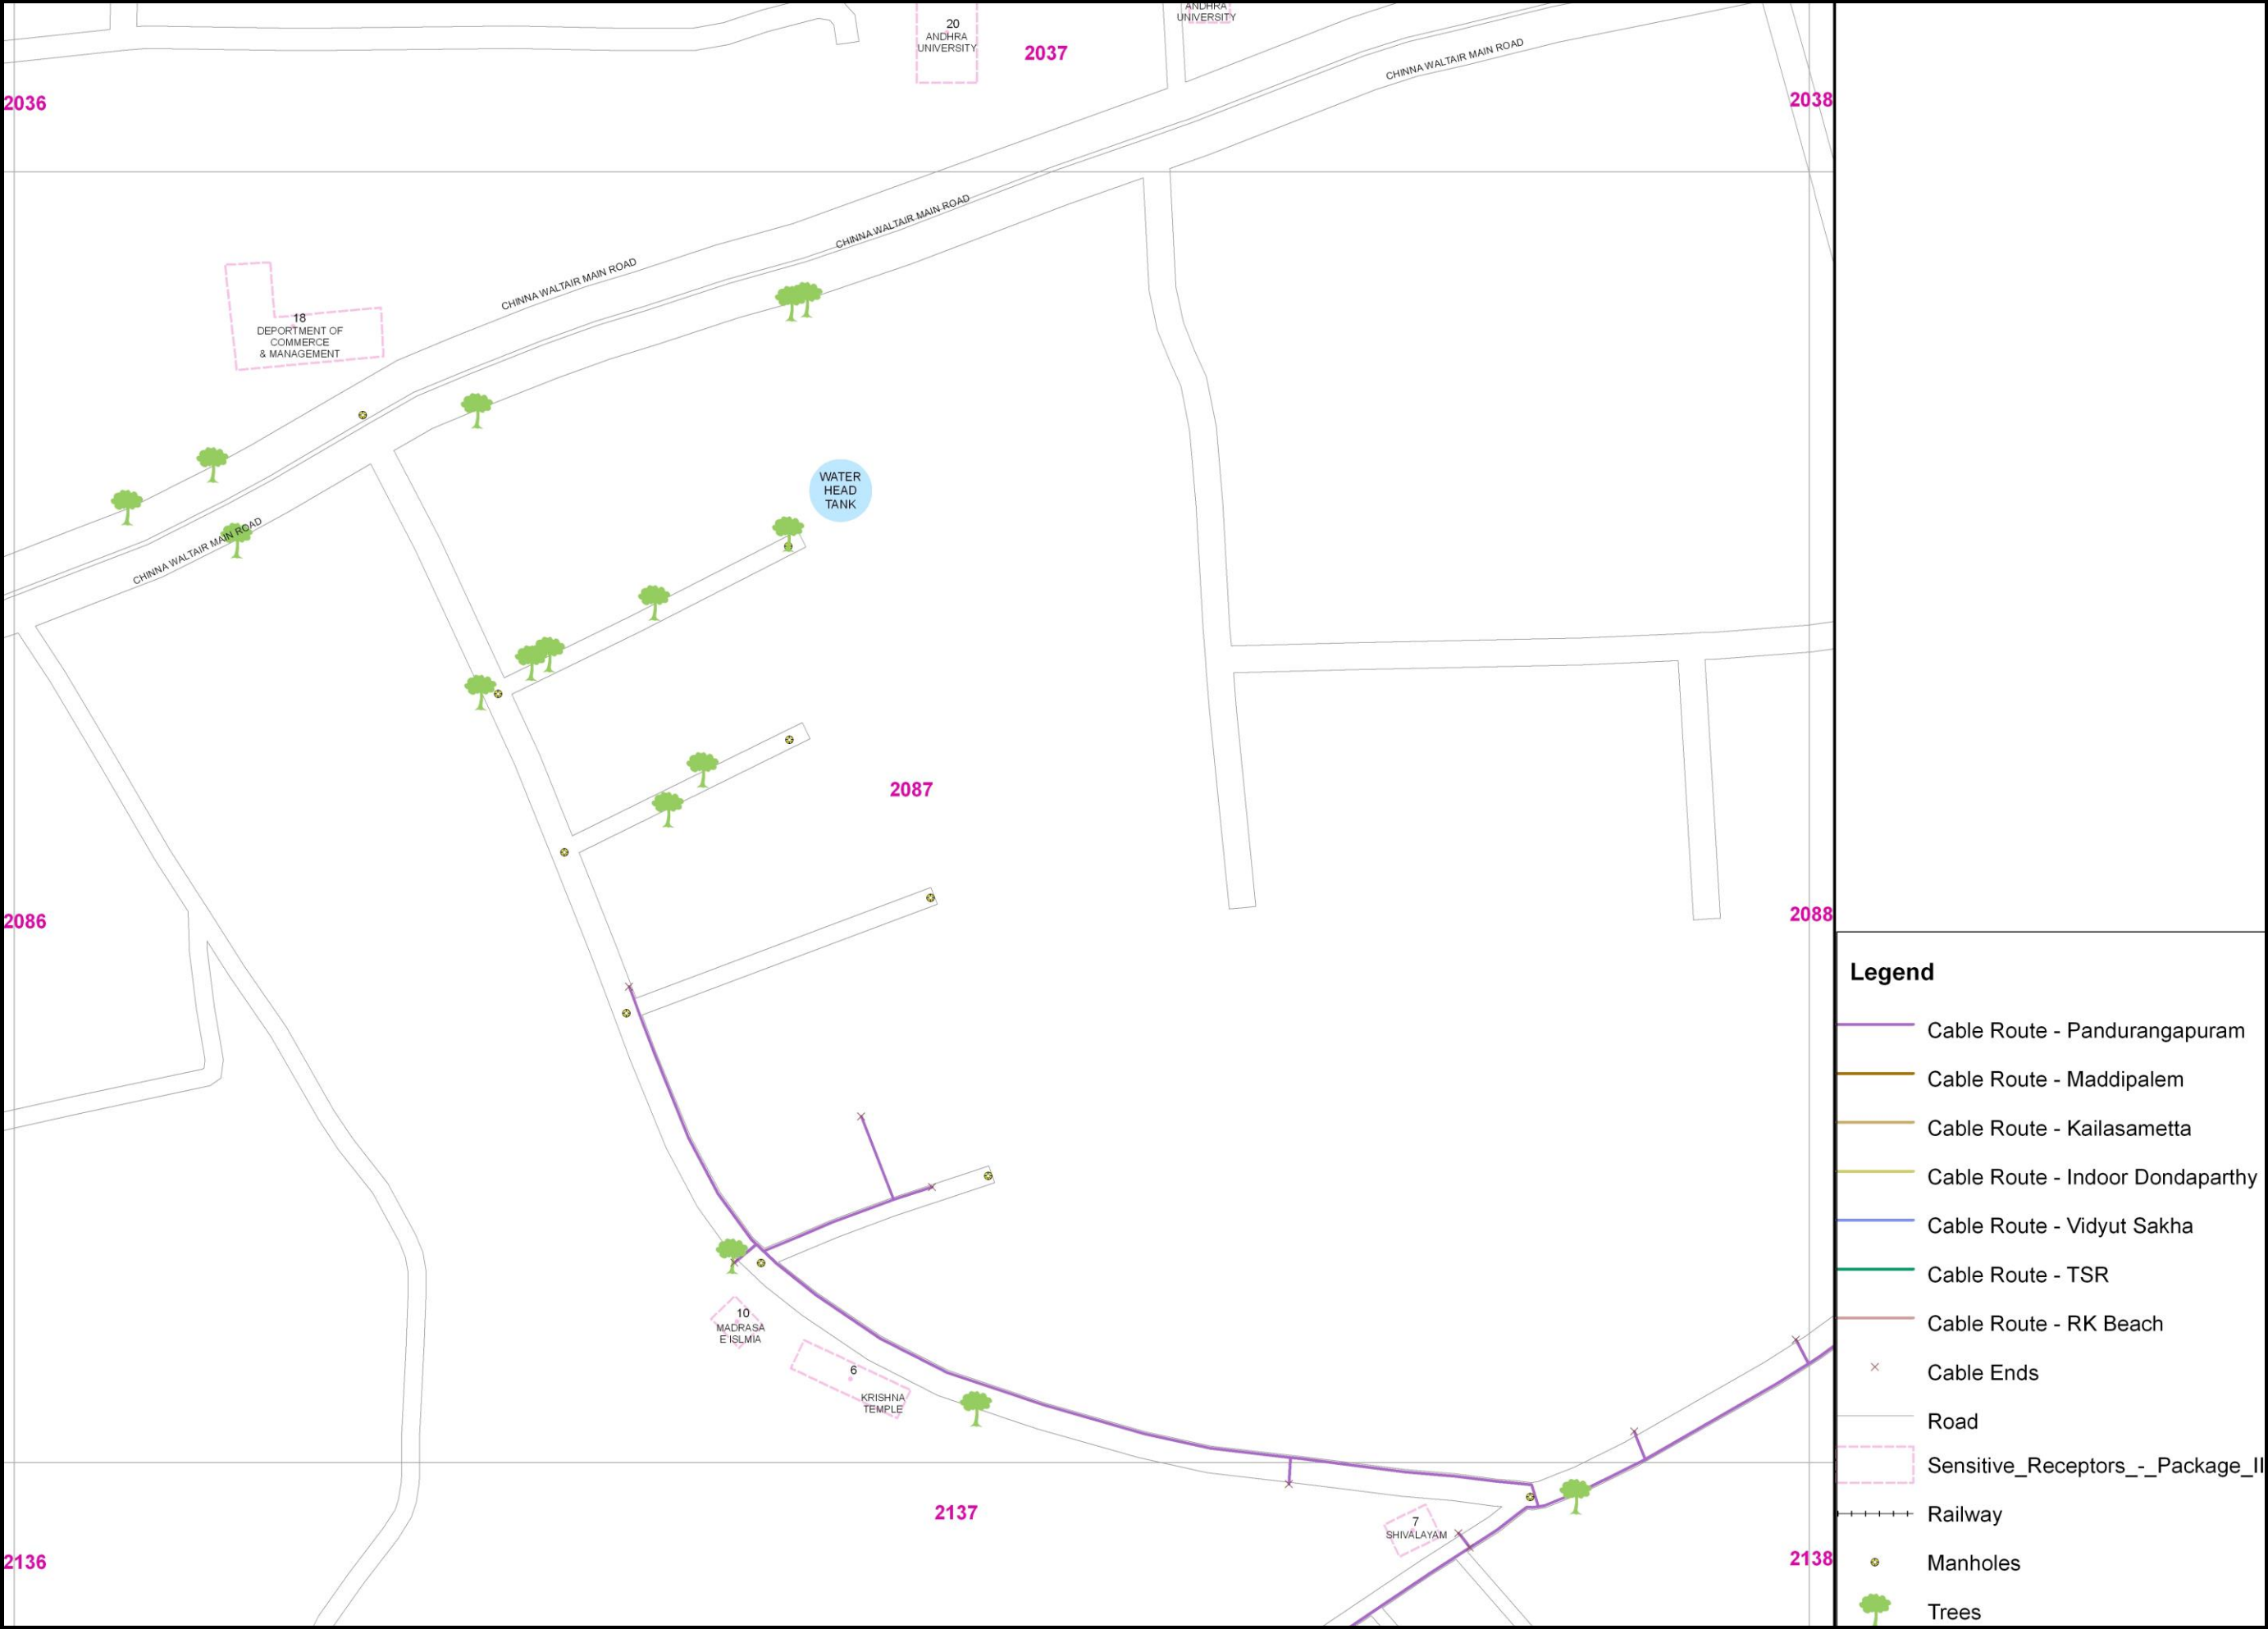 ANDHRA
UNIVERSITY
20
ANDHRA
UNIVERSITY
2037
CHINNA WALTAIR MAIN ROAD
2036
2038
CHINNA WALTAIR MAIN ROAD
CHINNA WALTAIR MAIN ROAD
18
DEPORTMENT OF
COMMERCE
& MANAGEMENT
WATER
HEAD
TANK
CHINNA WALTAIR MAIN ROAD
2087
2086
2088
10
MADRASA
E ISLMIA
6
KRISHNA
TEMPLE
2137
7
SHIVALAYAM
2136
2138
Legend
Cable Route - Pandurangapuram
Cable Route - Maddipalem
Cable Route - Kailasametta
Cable Route - Indoor Dondaparthy
Cable Route - Vidyut Sakha
Cable Route - TSR
Cable Route - RK Beach
Cable Ends
Road
Sensitive_Receptors_-_Package_II
Railway
Manholes
Trees